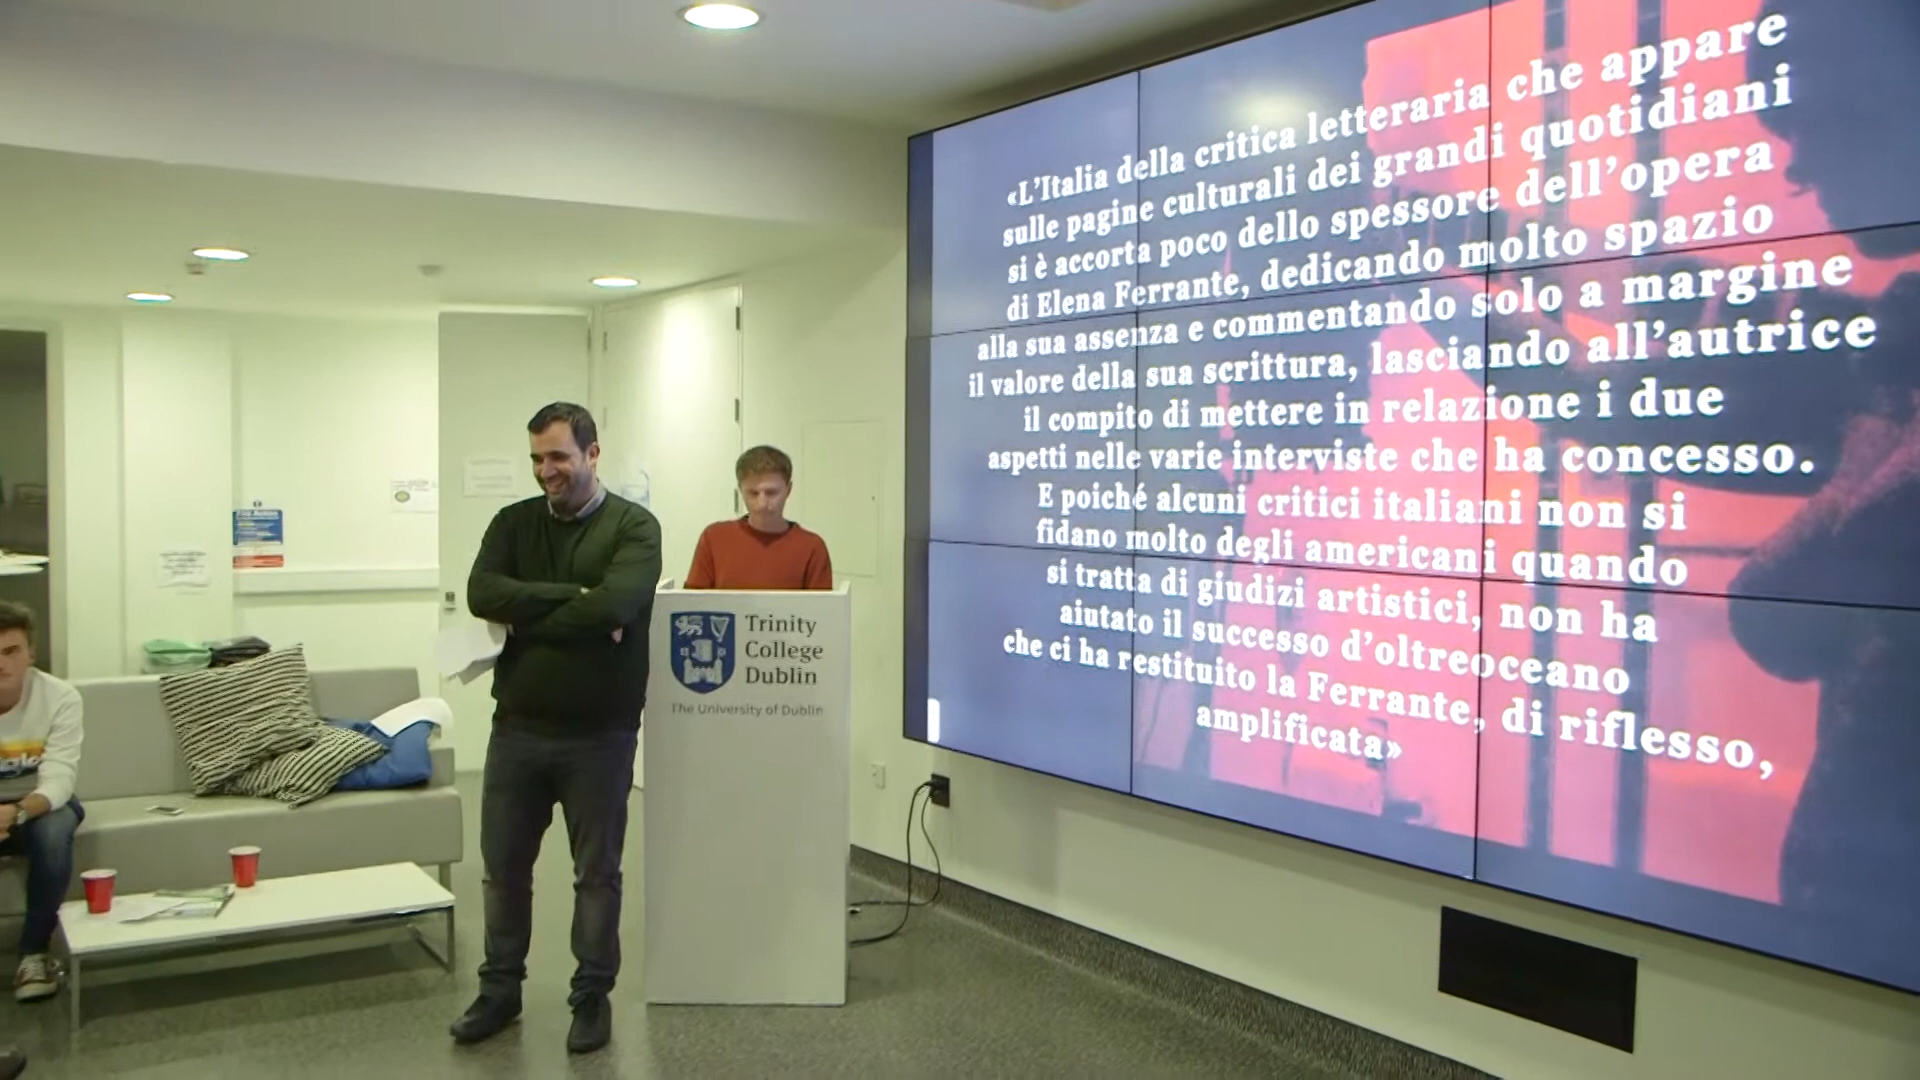 «L'Italia della critica letteraria che appare
sulle pagine culturali dei grandi quotidiani
si è accorta poco dello spessore dell'opera
di Elena Ferrante, dedicando molto spazio
alla sua assenza e commentando solo a margine
il valore della sua scrittura, lasciando all'autrice
il compito di mettere in relazione i due
aspetti nelle varie interviste che ha concesso.
E poiché alcuni critici italiani non si
fidano molto degli americani quando
si tratta di giudizi artistici, non ha
aiutato il successo d'oltreoceano
che ci ha restituito la Ferrante, di riflesso,
amplificata»
Trinity
College
Dublin
The University of Dublin